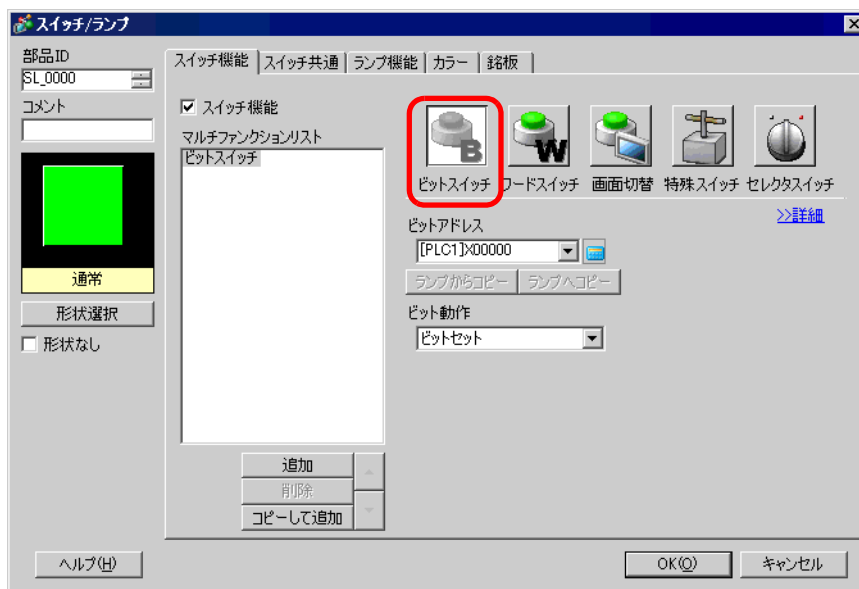 スイッチ/ランプ
部品ID
SL_0000
コメント
通常
形状選択
形状なし
スイッチ機能
スイッチ共通
ランプ機能
カラー
銘板
スイッチ機能
マルチファンクションリスト
ビットスイッチ
追加
削除
コピーして追加
B
W
ビットスイッチ
ワードスイッチ
画面切替
特殊スイッチ
セレクタスイッチ
>>詳細
ビットアドレス
[PLC1]X00000
ランプからコピー
ランプへコピー
ビット動作
ビットセット
ヘルプ(H)
OK(O)
キャンセル